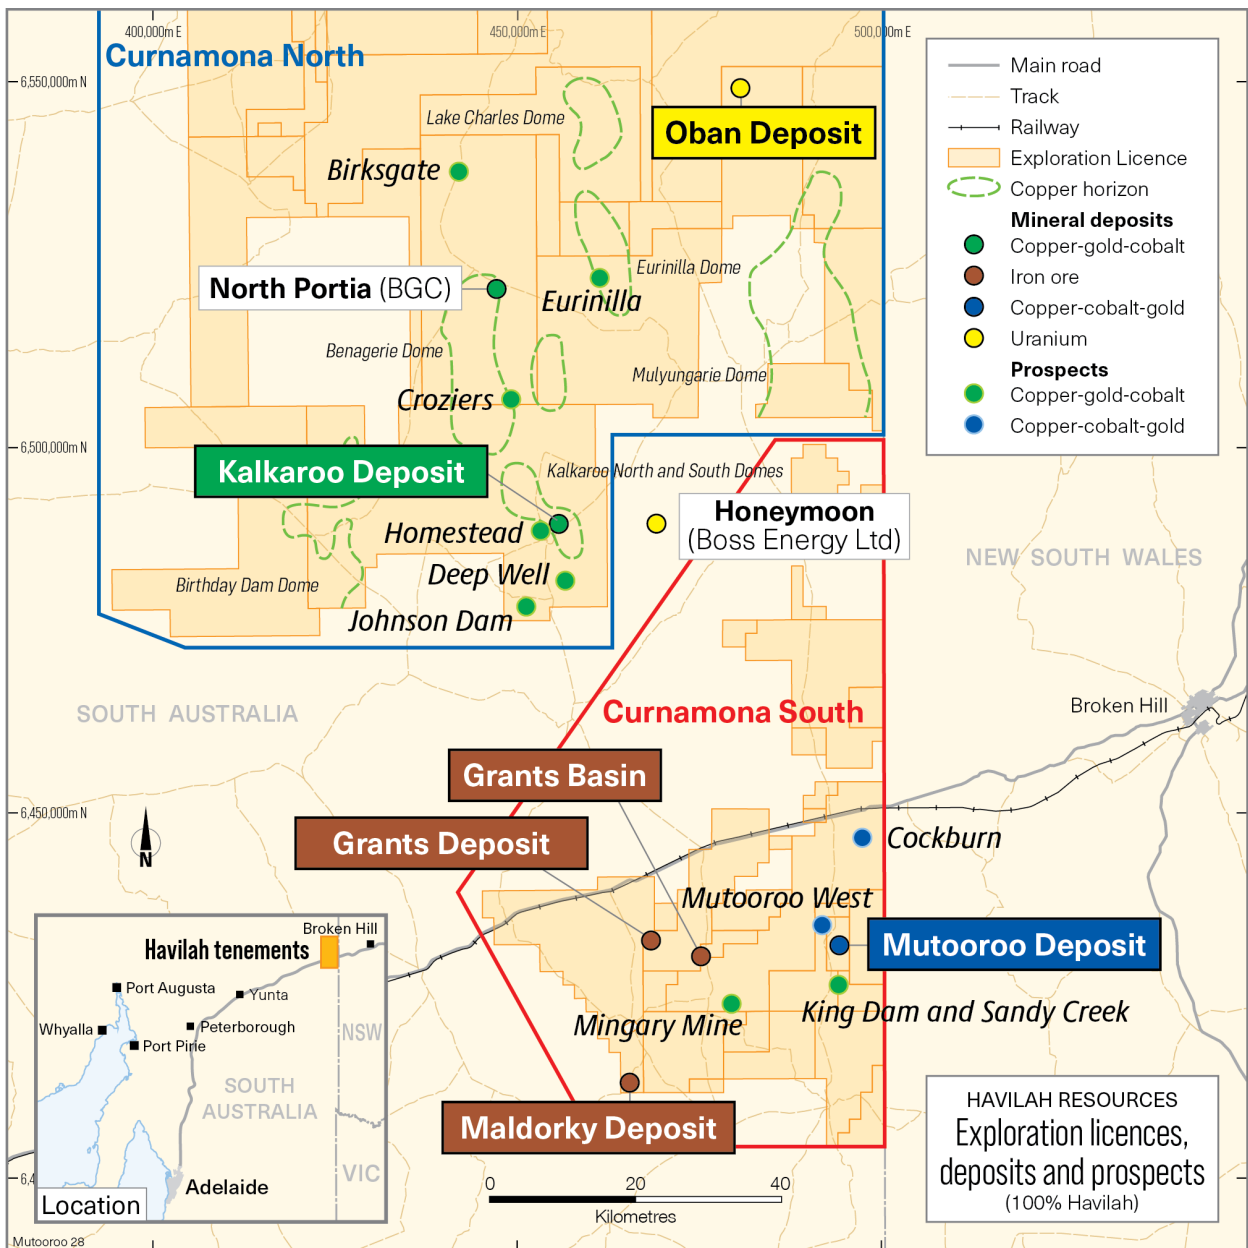 400,000m E
450,000m E
500,000m E
Curnamona North
6,550,000m N
Lake Charles Dome
Oban Deposit
Birksgate
Eurinilla Dome
North Portia (BGC)
Eurinilla
Benagerie Dome
Mulyungarie Dome
Croziers
6,500,000m N
Kalkaroo Deposit
Kalkaroo North and South Domes
Honeymoon
(Boss Energy Ltd)
Homestead
Deep Well
Birthday Dam Dome
Johnson Dam
Main road
Track
Railway
Exploration Licence
Copper horizon
Mineral deposits
Copper-gold-cobalt
Iron ore
Copper-cobalt-gold
Uranium
Prospects
Copper-gold-cobalt
Copper-cobalt-gold
NEW SOUTH WALES
SOUTH AUSTRALIA
Curnamona South
Broken Hill
Grants Basin
6,450,000m N
Grants Deposit
Cockburn
N
Mutooroo West
Mutooroo Deposit
King Dam and Sandy Creek
Mingary Mine
Maldorky Deposit
Broken Hill
Havilah tenements
Port Augusta
Yunta
Whyalla
Peterborough
NSW
Port Pirie
SOUTH
AUSTRALIA
VIC
Adelaide
Location
6,4
0 20 40
Kilometres
HAVILAH RESOURCES
Exploration licences,
deposits and prospects
(100% Havilah)
Mutooroo 28